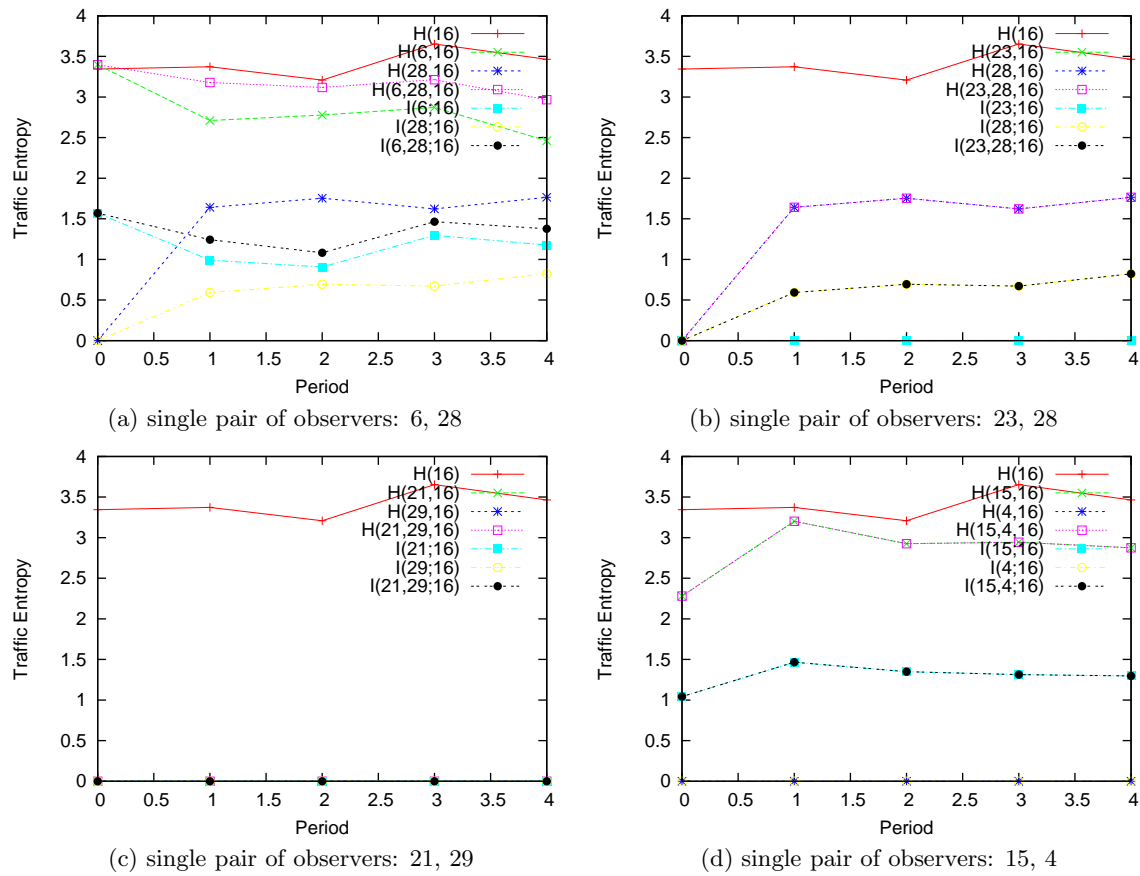 4
3.5
3
2.5
2
1.5
1
0.5
0
Traffic Entropy
H(16)
H(6,16)
H(28,16)
H(6,28,16)
I(6;16)
I(28;16)
I(6,28;16)
0 0.5 1 1.5 2 2.5 3 3.5 4
Period
(a) single pair of observers: 6, 28
4
3.5
3
2.5
2
1.5
1
0.5
0
Traffic Entropy
H(16)
H(23,16)
H(28,16)
H(23,28,16)
I(23;16)
I(28;16)
I(23,28;16)
0 0.5 1 1.5 2 2.5 3 3.5 4
Period
(b) single pair of observers: 23, 28
4
3.5
3
2.5
2
1.5
1
0.5
0
Traffic Entropy
H(16)
H(21,16)
H(29,16)
H(21,29,16)
I(21;16)
I(29;16)
I(21,29;16)
0 0.5 1 1.5 2 2.5 3 3.5 4
Period
(c) single pair of observers: 21, 29
4
3.5
3
2.5
2
1.5
1
0.5
0
Traffic Entropy
H(16)
H(15,16)
H(4,16)
H(15,4,16)
I(15;16)
I(4;16)
I(15,4;16)
0 0.5 1 1.5 2 2.5 3 3.5 4
Period
(d) single pair of observers: 15, 4